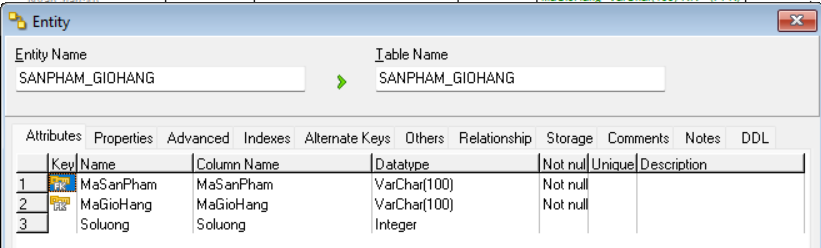 Entity
Entity Name
Table Name
SANPHAM_GIOHANG
SANPHAM_GIOHANG
Attributes Properties Advanced Indexes Alternate Keys Others Relationship Storage Comments Notes DDL
Key Name Column Name Datatype Not null Unique Description
1 FK MaSanPham MaSanPham VarChar(100) Not null
2 FK MaGioHang MaGioHang VarChar(100) Not null
3 Soluong Soluong Integer